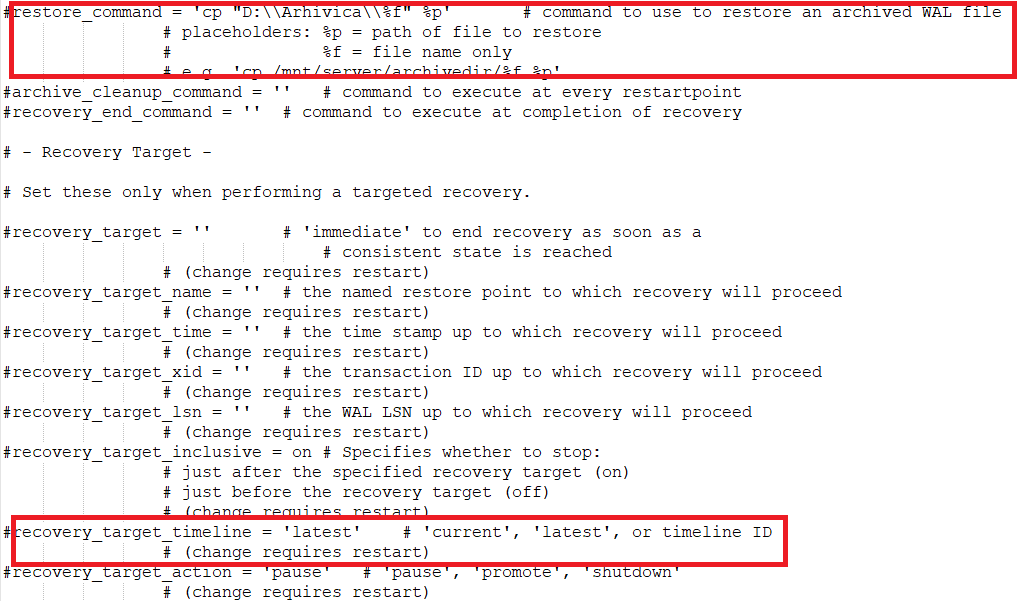 #restore_command = 'cp "D:\\Arhivica\\%f" %p' # command to use to restore an archived WAL file
# placeholders: %p = path of file to restore
# %f = file name only
# e.g. 'cp /mnt/server/archivedir/%f %p'
#archive_cleanup_command = '' # command to execute at every restartpoint
#recovery_end_command = '' # command to execute at completion of recovery
# - Recovery Target -
# Set these only when performing a targeted recovery.
#recovery_target = '' # 'immediate' to end recovery as soon as a
# consistent state is reached
# (change requires restart)
#recovery_target_name = '' # the named restore point to which recovery will proceed
# (change requires restart)
#recovery_target_time = '' # the time stamp up to which recovery will proceed
# (change requires restart)
#recovery_target_xid = '' # the transaction ID up to which recovery will proceed
# (change requires restart)
#recovery_target_lsn = '' # the WAL LSN up to which recovery will proceed
# (change requires restart)
#recovery_target_inclusive = on # Specifies whether to stop:
# just after the specified recovery target (on)
# just before the recovery target (off)
# (change requires restart)
#recovery_target_timeline = 'latest' # 'current', 'latest', or timeline ID
# (change requires restart)
#recovery_target_action = 'pause' # 'pause', 'promote', 'shutdown'
# (change requires restart)